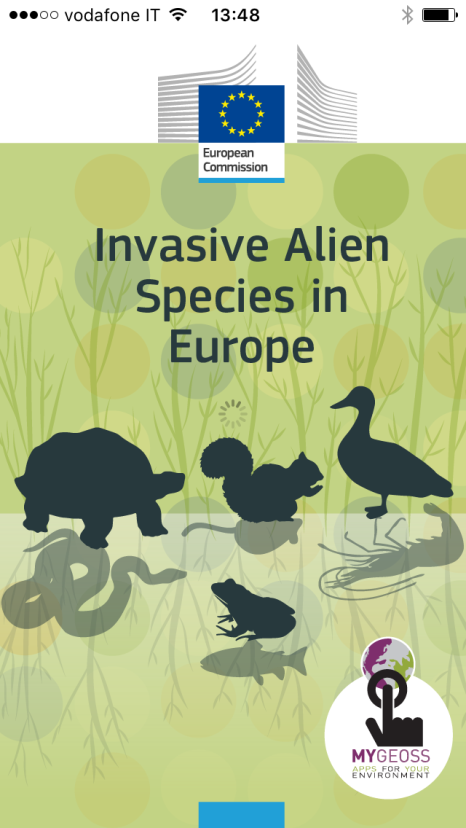 vodafone IT 13:48
European
Commission
Invasive Alien
Species in
Europe
MYGEOSS
APPS FOR YOUR
ENVIRONMENT